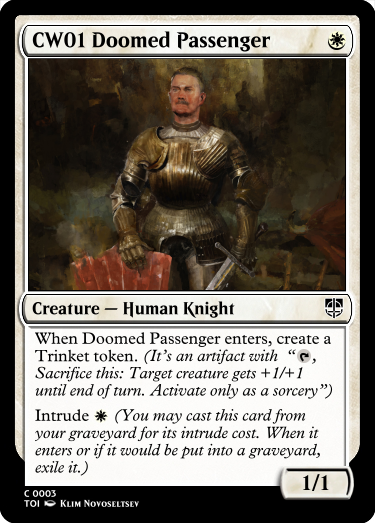 CW01 Doomed Passenger
Creature — Human Knight
When Doomed Passenger enters, create a
Trinket token. (It's an artifact with “
, Sacrifice this: Target creature gets +1/+1
until end of turn. Activate only as a sorcery”)
Intrude (You may cast this card from
your graveyard for its intrude cost. When it
enters or if it would be put into a graveyard,
exile it.)
1/1
C 0003
TOI KLIM NOVOSELTSEV